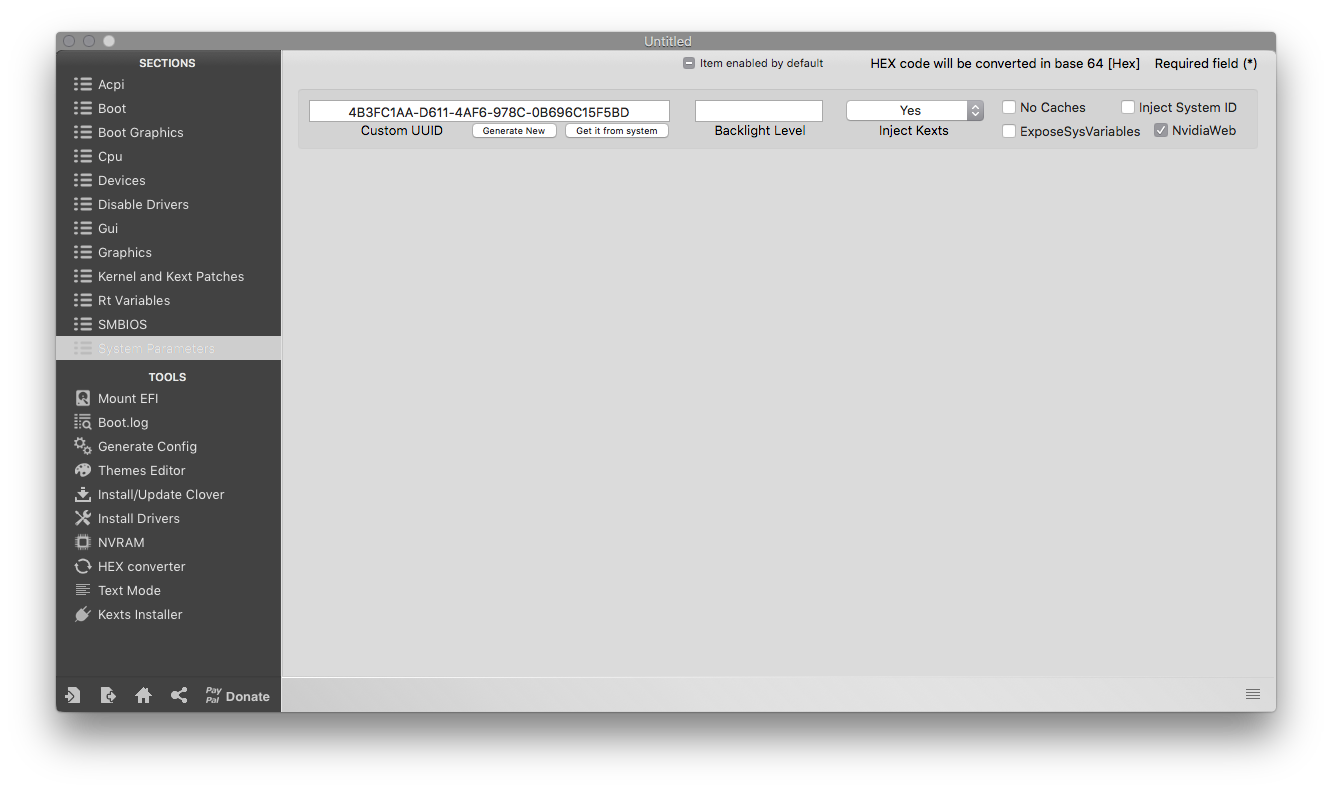 Untitled
SECTIONS
Acpi
Boot
Boot Graphics
Cpu
Devices
Disable Drivers
Gui
Graphics
Kernel and Kext Patches
Rt Variables
SMBIOS
System Parameters
TOOLS
Mount EFI
Boot.log
Generate Config
Themes Editor
Install/Update Clover
Install Drivers
NVRAM
HEX converter
Text Mode
Kexts Installer
Pay
Pal
Donate
Item enabled by default
HEX code will be converted in base 64 [Hex]
Required field (*)
4B3FC1AA-D611-4AF6-978C-0B696C15F5BD
Custom UUID
Generate New
Get it from system
Backlight Level
Yes
Inject Kexts
No Caches
Inject System ID
ExposeSysVariables
NvidiaWeb